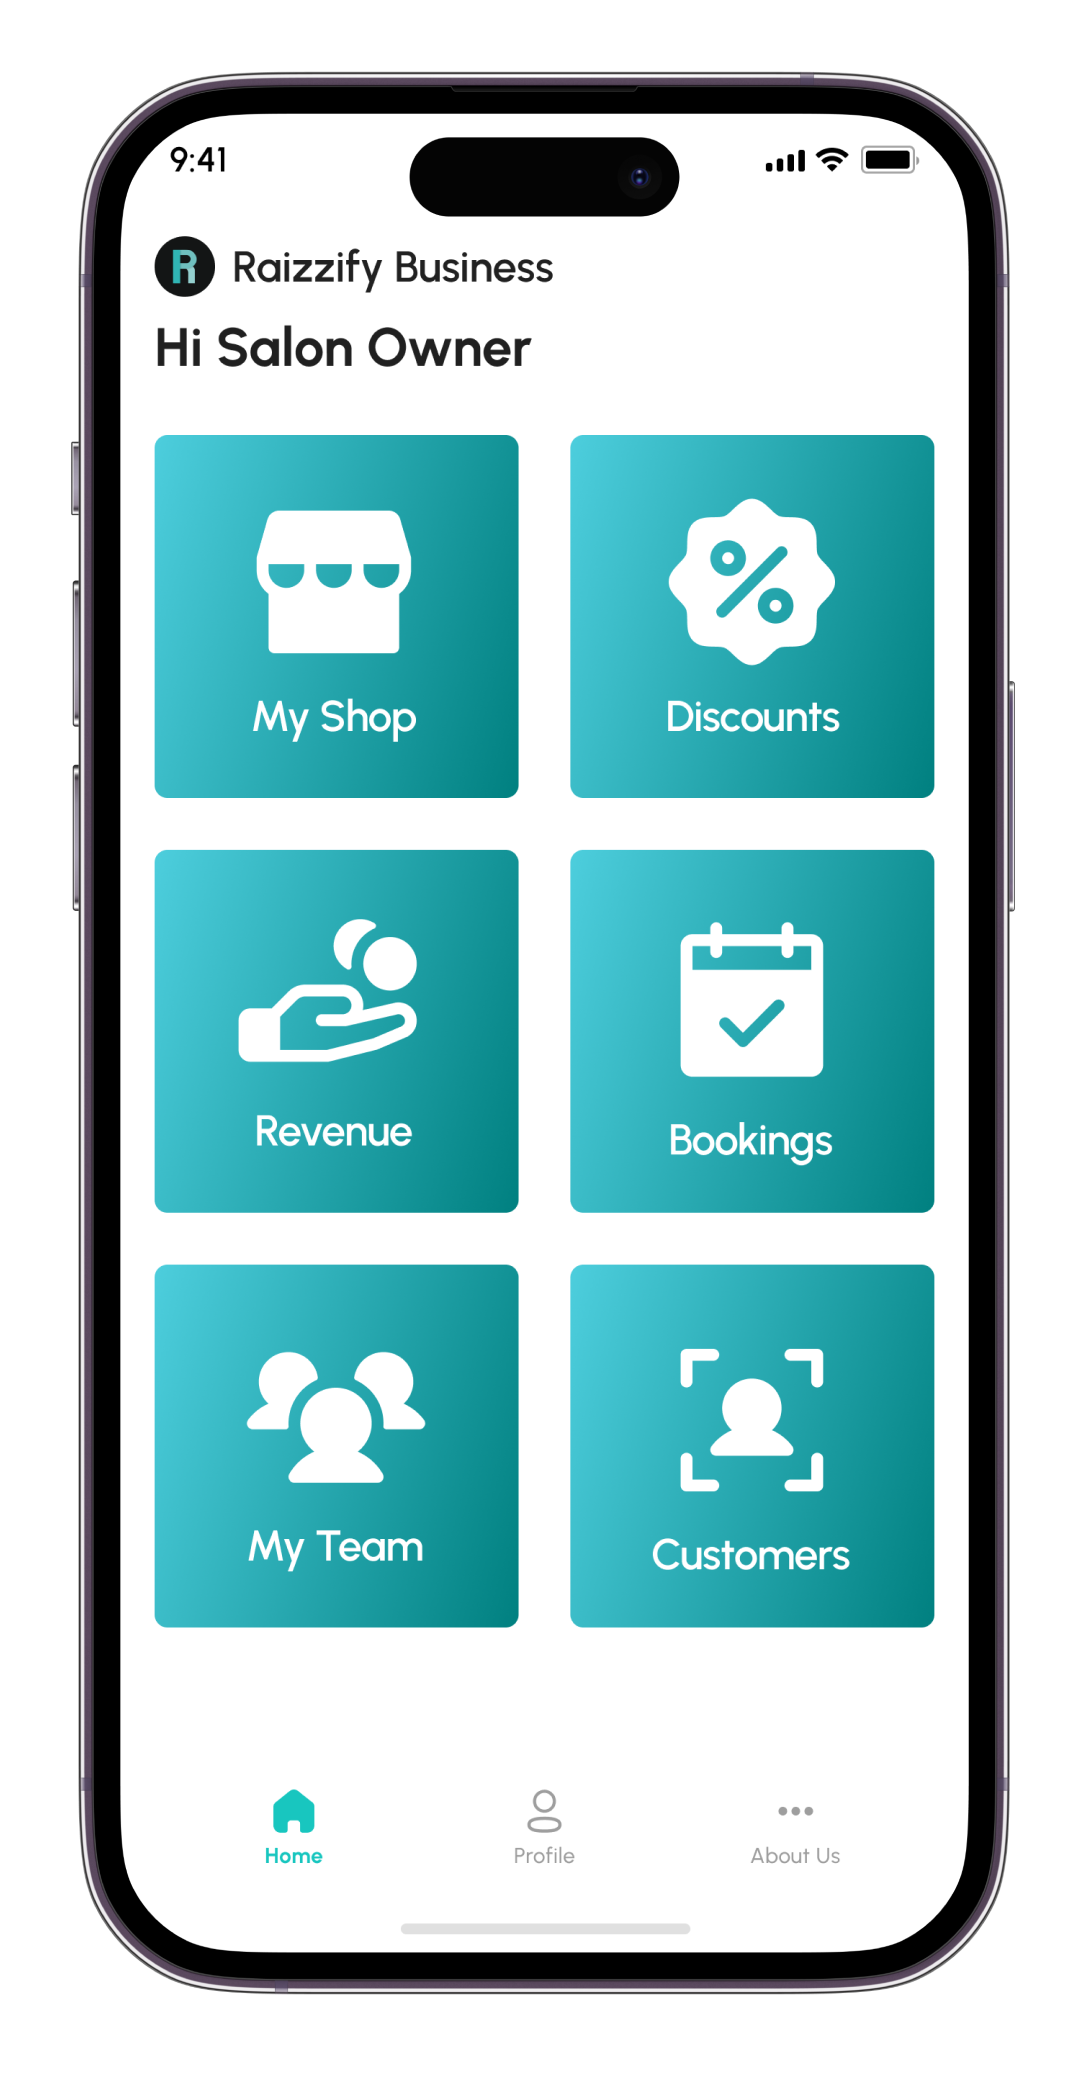 9:41
R Raizzify Business
Hi Salon Owner
My Shop
Discounts
Revenue
Bookings
My Team
Customers
Home
Profile
About Us